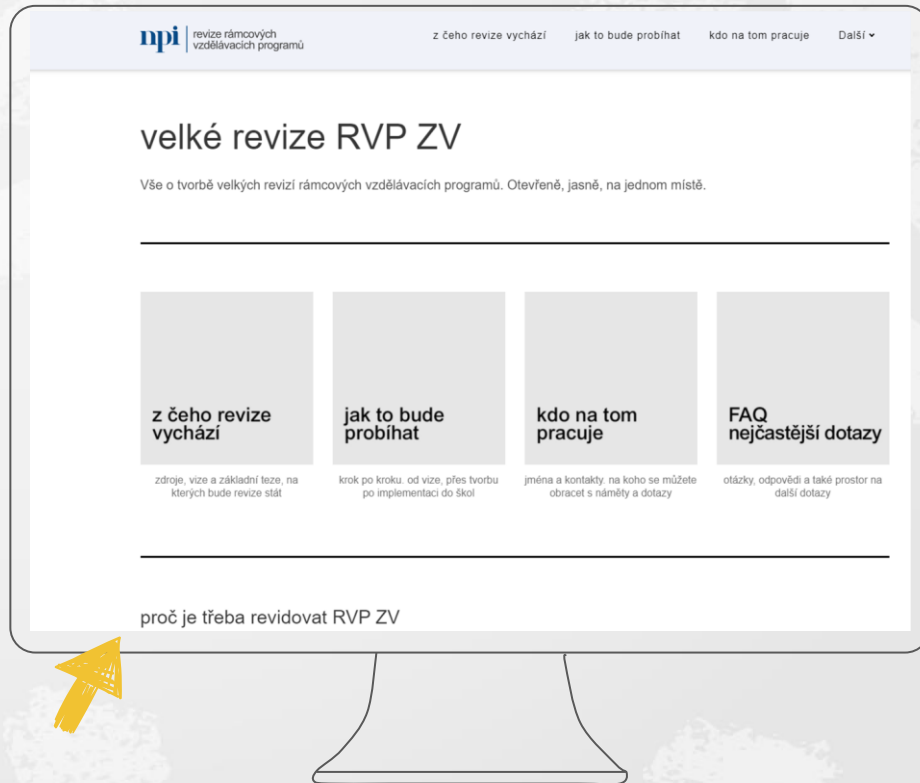 npi
revize rámcových
vzdělávacích programů
z čeho revize vychází
jak to bude probíhat
kdo na tom pracuje
Další
velké revize RVP ZV
Vše o tvorbě velkých revizí rámcových vzdělávacích programů. Otevřeně, jasně, na jednom místě.
z čeho revize
vychází
zdroje, vize a základní teze, na
kterých bude revize stát
jak to bude
probíhat
krok po kroku. od vize, přes tvorbu
po implementaci do škol
kdo na tom
pracuje
jména a kontakty. na koho se můžete
obracet s náměty a dotazy
FAQ
nejčastější dotazy
otázky, odpovědi a také prostor na
další dotazy
proč je třeba revidovat RVP ZV